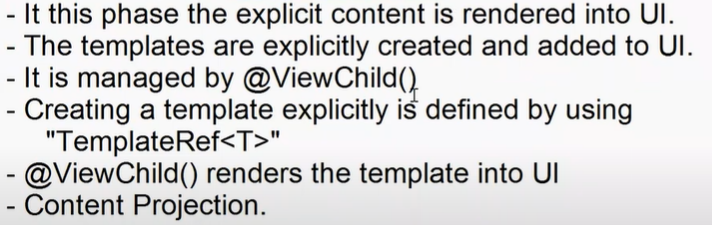 - It this phase the explicit content is rendered into UI.
- The templates are explicitly created and added to UI.
- It is managed by @ViewChild()
- Creating a template explicitly is defined by using
"TemplateRef<T>"
- @ViewChild() renders the template into UI
- Content Projection.